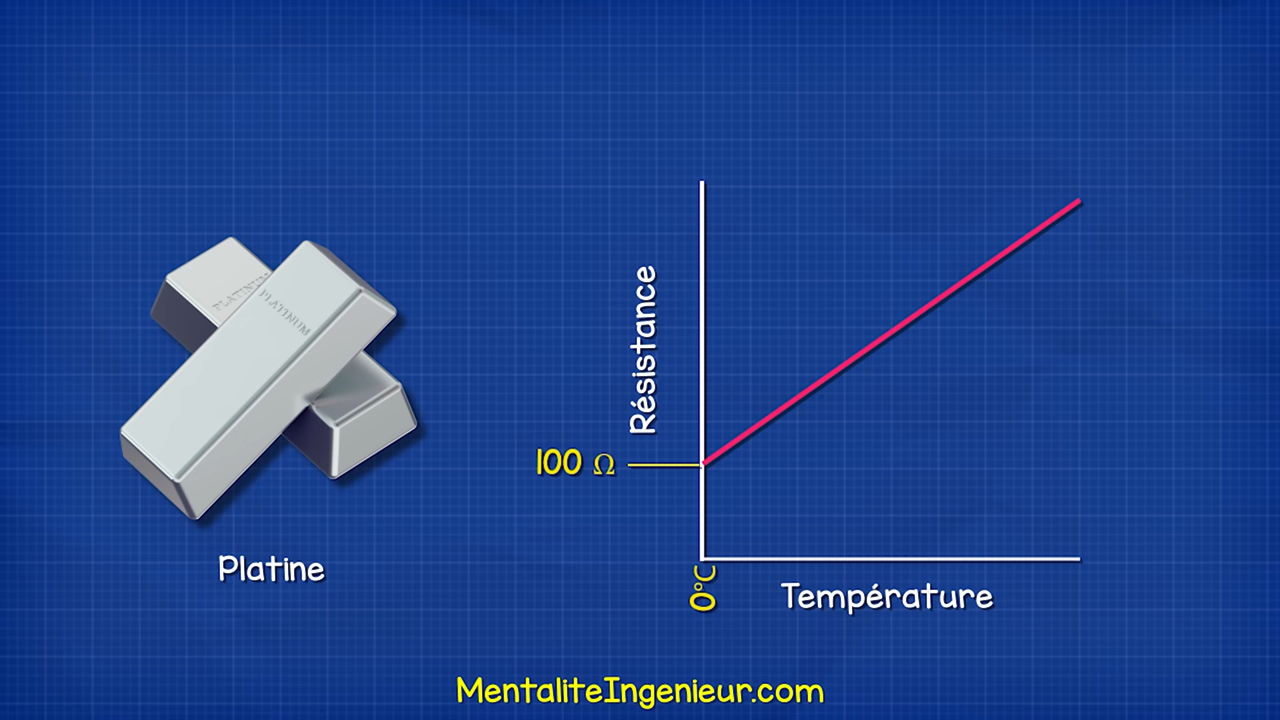 PLATINUM
PLATINUM
Platine
Résistance
100 Ω
0°C
Température
MentaliteIngenieur.com